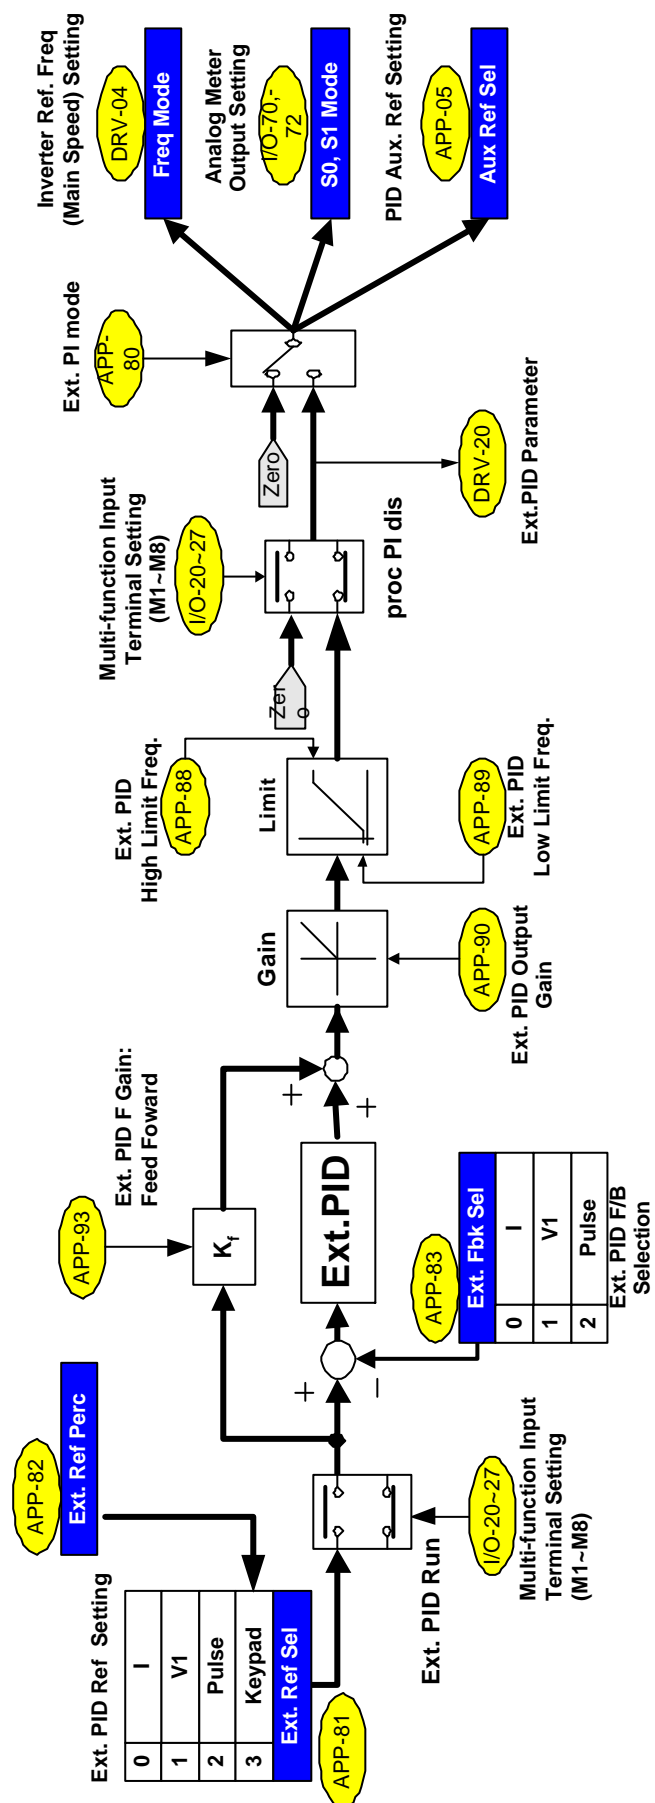 Ext. PID Ref Setting
0 I
1 V1
2 Pulse
3 Keypad
Ext. Ref Sel
APP-81
APP-82
Ext. Ref Perc
Ext. PID Run
I/O-20~27
Multi-function Input
Terminal Setting
(M1~M8)
+
−
APP-93
Ext. PID F Gain:
Feed Foward
Kf
Ext.PID
APP-83
Ext. Fbk Sel
0 I
1 V1
2 Pulse
Ext. PID F/B
Selection
+
+
Gain
APP-90
Ext. PID Output
Gain
Ext. PID
High Limit Freq.
APP-88
Limit
APP-89
Ext. PID
Low Limit Freq.
Zer
o
Multi-function Input
Terminal Setting
(M1~M8)
I/O-20~27
proc PI dis
Zero
DRV-20
Ext.PID Parameter
Ext. PI mode
APP-
80
Inverter Ref. Freq
(Main Speed) Setting
DRV-04
Freq Mode
Analog Meter
Output Setting
I/O-70,-
72
S0, S1 Mode
PID Aux. Ref Setting
APP-05
Aux Ref Sel